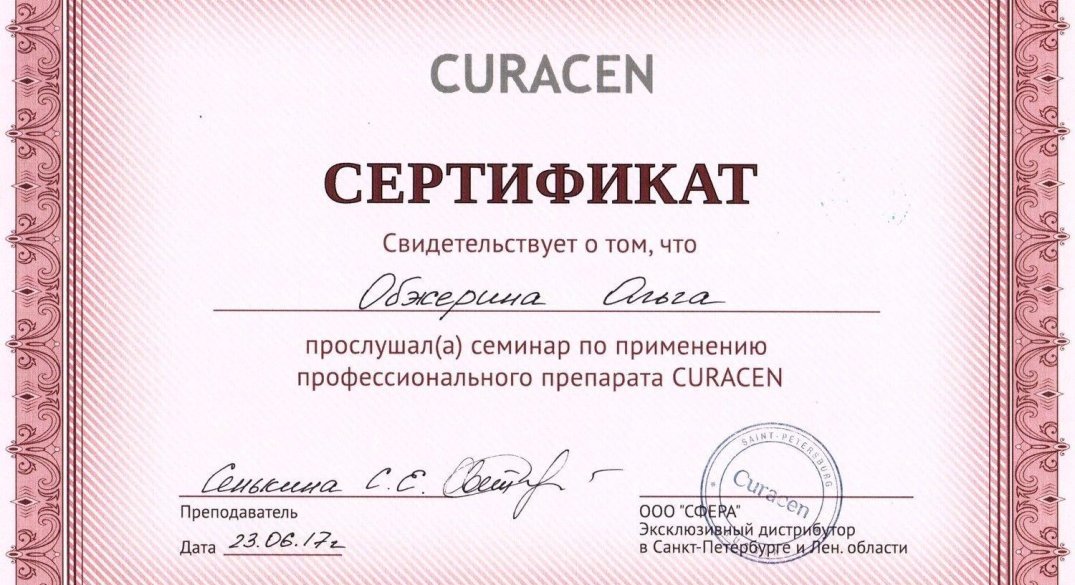 CURACEN
СЕРТИФИКАТ
Свидетельствует о том, что
Обжерина Ольга
прослушал(а) семинар по применению
профессионального препарата CURACEN
Сенькина С.Е.
Преподаватель
Дата 23.06.17г
SAINT-PETERSBURG
Curacen
ООО "СФЕРА"
Эксклюзивный дистрибутор
в Санкт-Петербурге и Лен. области